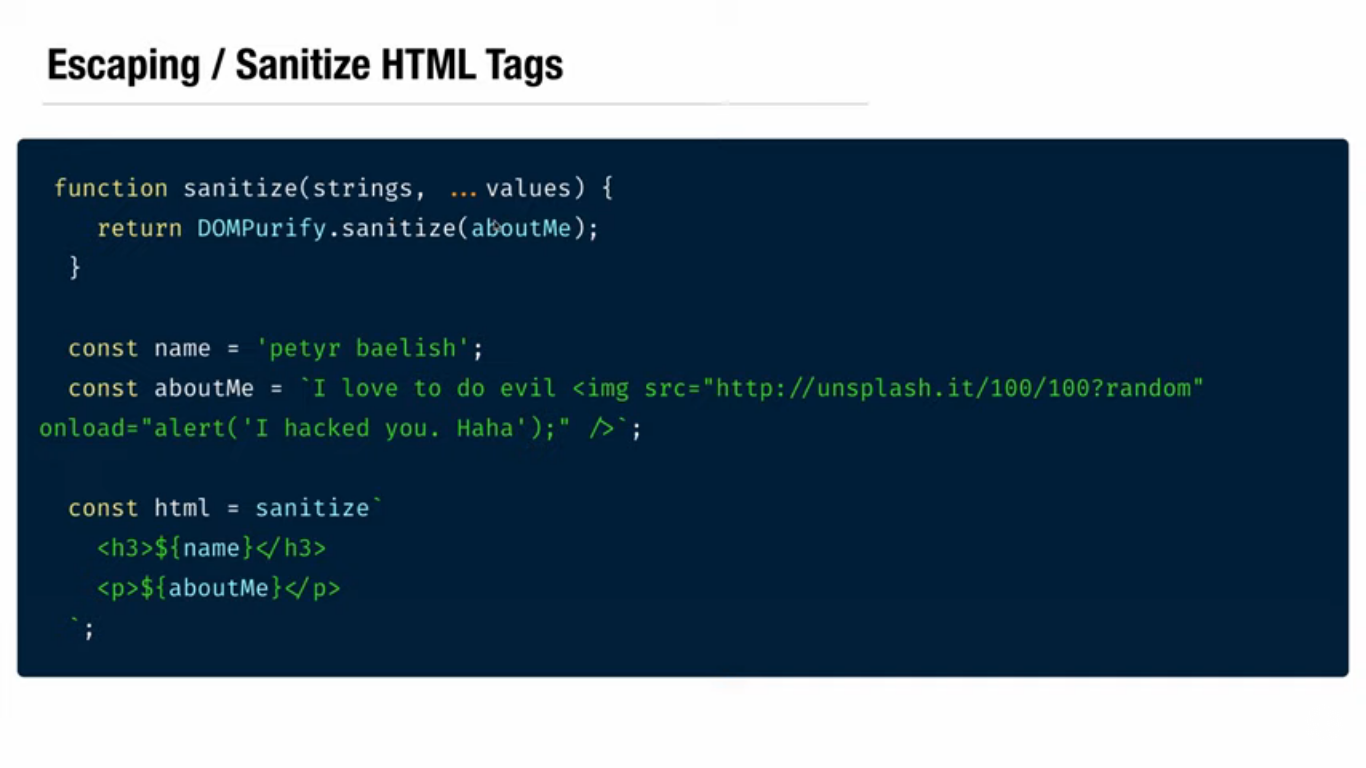 Escaping / Sanitize HTML Tags
function sanitize(strings, ...values) {
return DOMPurify.sanitize(aboutMe);
}
const name = 'petyr baelish';
const aboutMe = `I love to do evil <img src="http://unsplash.it/100/100?random"
onload="alert('I hacked you. Haha');" />`;
const html = sanitize`
<h3>${name}</h3>
<p>${aboutMe}</p>
`;